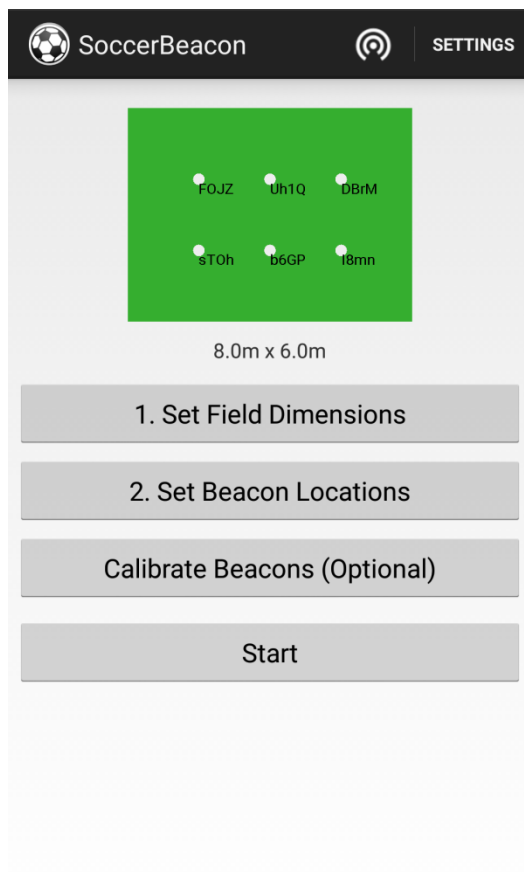 SoccerBeacon SETTINGS
FOJZ Uh1Q DBrM
sTOh b6GP I8mn
8.0m x 6.0m
1. Set Field Dimensions
2. Set Beacon Locations
Calibrate Beacons (Optional)
Start